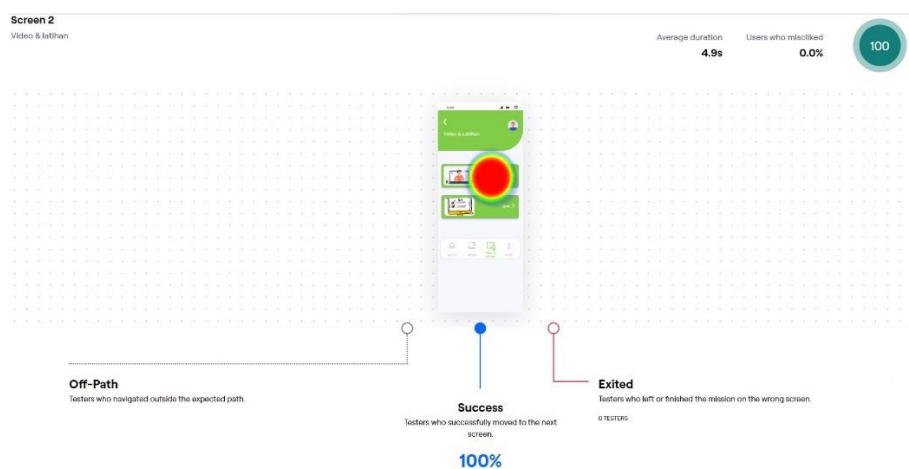 Screen 2
Video & latihan
Average duration
4.9s
Users who misclicked
0.0%
100
Video & Latihan
Off-Path
Testers who navigated outside the expected path.
Success
Testers who successfully moved to the next
screen.
100%
Exited
Testers who left or finished the mission on the wrong screen.
0 TESTERS